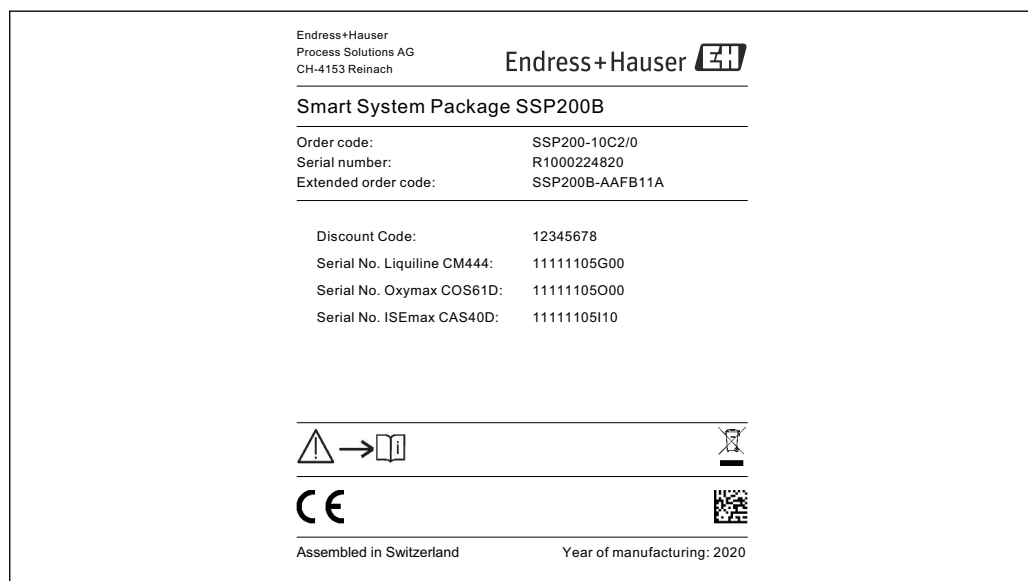 Endress+Hauser
Process Solutions AG
CH-4153 Reinach
Endress+Hauser EH
Smart System Package SSP200B
Order code: SSP200-10C2/0
Serial number: R1000224820
Extended order code: SSP200B-AAFB11A
Discount Code: 12345678
Serial No. Liquiline CM444: 11111105G00
Serial No. Oxymax COS61D: 11111105O00
Serial No. ISEmax CAS40D: 11111105I10
i
CE
Assembled in Switzerland Year of manufacturing: 2020